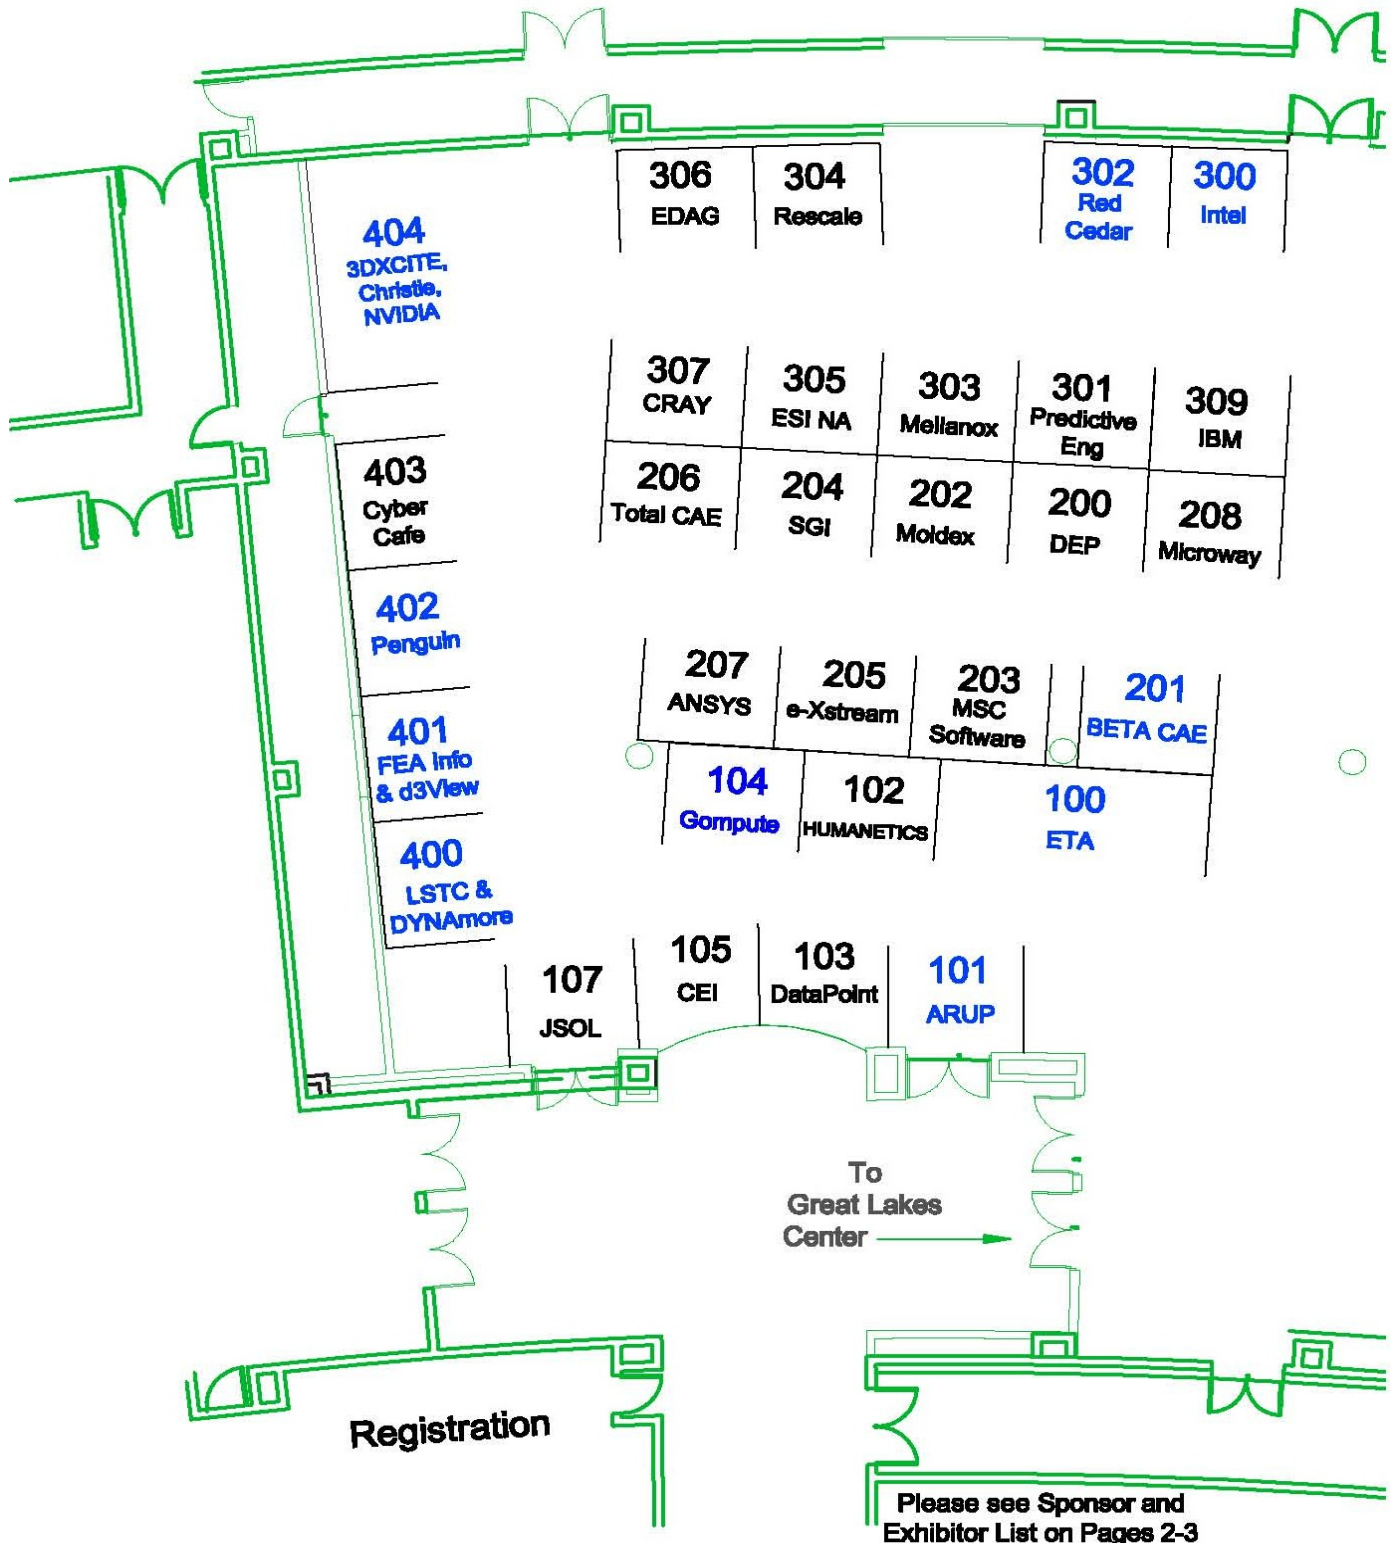 306
EDAG
304
Rescale
302
Red
Cedar
300
Intel
404
3DXCITE,
Christie,
NVIDIA
307
CRAY
305
ESI NA
303
Mellanox
301
Predictive
Eng
309
IBM
403
Cyber
Cafe
206
Total CAE
204
SGI
202
Moldex
200
DEP
208
Microway
402
Penguin
207
ANSYS
205
e-Xstream
203
MSC
Software
201
BETA CAE
401
FEA Info
& d3View
104
Gompute
102
HUMANETICS
100
ETA
400
LSTC &
DYNAmore
107
JSOL
105
CEI
103
DataPoint
101
ARUP
To
Great Lakes
Center
Registration
Please see Sponsor and
Exhibitor List on Pages 2-3